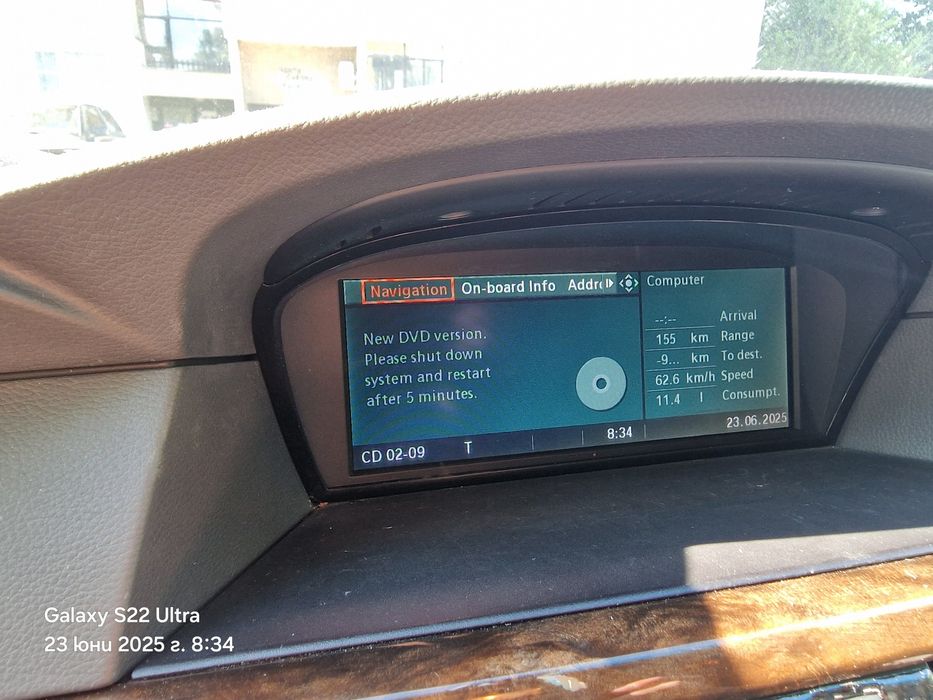 Navigation On-board Info Addr
New DVD version.
Please shut down
system and restart
after 5 minutes.
CD 02-09 T 8:34
Computer
--:-- Arrival
155 km Range
-9... km To dest.
62.6 km/h Speed
11.4 l Consumpt.
23.06.2025
Galaxy S22 Ultra
23 Юни 2025 г. 8:34